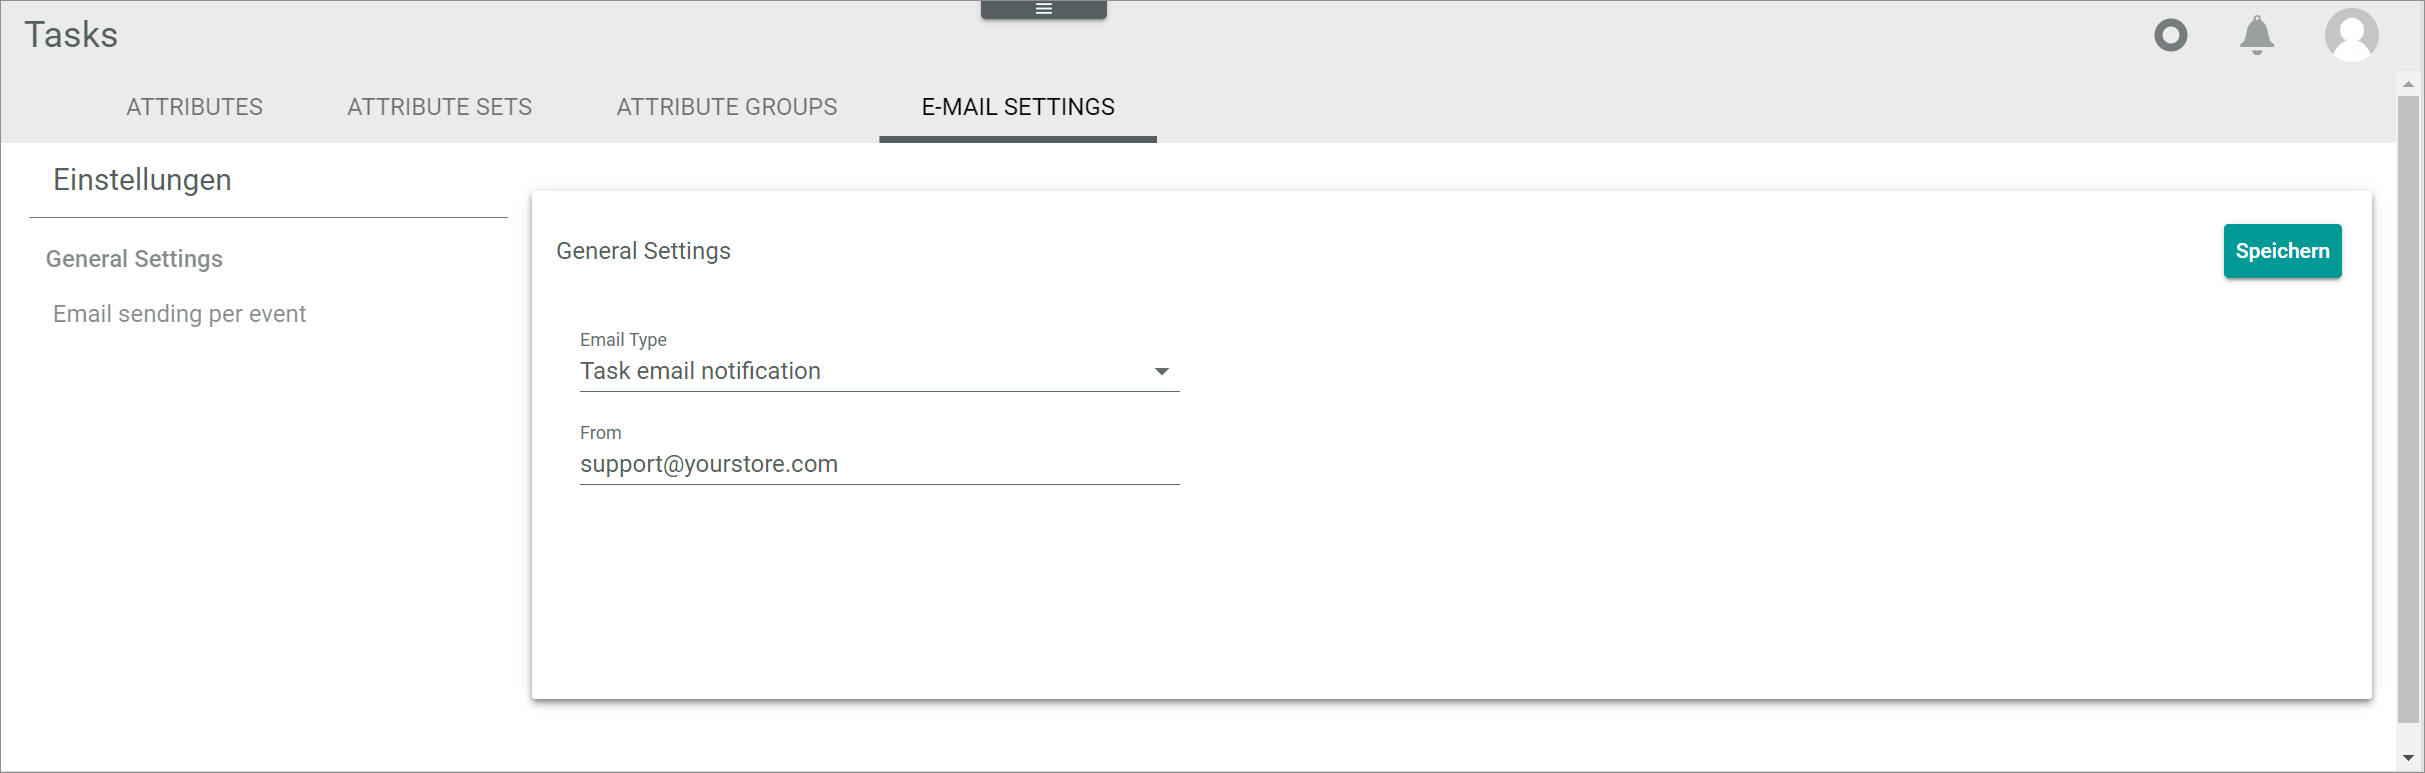 Tasks
ATTRIBUTES
ATTRIBUTE SETS
ATTRIBUTE GROUPS
E-MAIL SETTINGS
Einstellungen
General Settings
Email sending per event
General Settings
Speichern
Email Type
Task email notification
From
support@yourstore.com